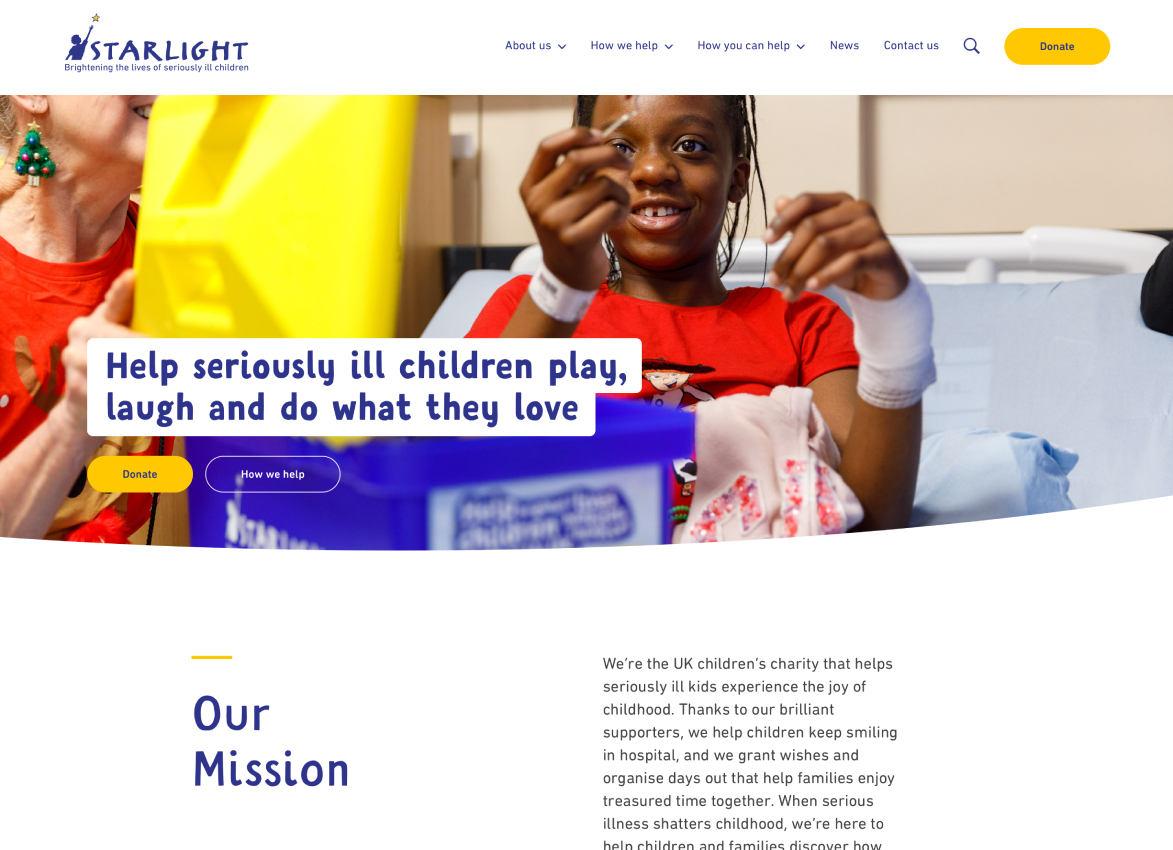 STARLIGHT
Brightening the lives of seriously ill children
About us
How we help
How you can help
News
Contact us
Donate
Help seriously ill children play,
laugh and do what they love
Donate
How we help
STARLIGHT
Our
Mission
We’re the UK children’s charity that helps
seriously ill kids experience the joy of
childhood. Thanks to our brilliant
supporters, we help children keep smiling
in hospital, and we grant wishes and
organise days out that help families enjoy
treasured time together. When serious
illness shatters childhood, we’re here to
help children and families discover how